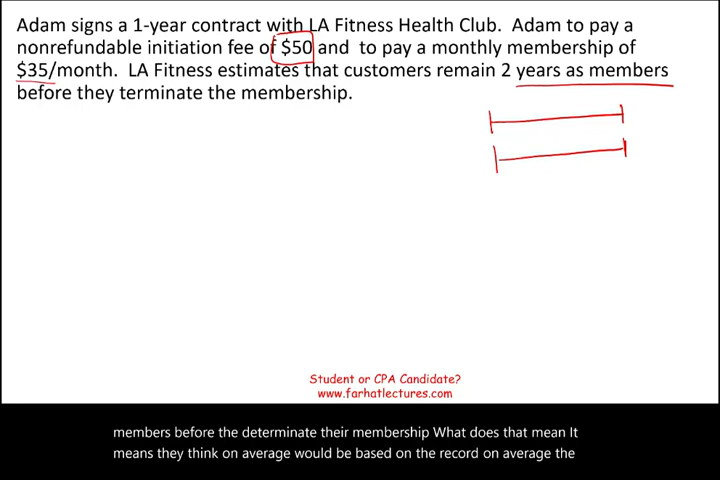 Adam signs a 1-year contract with LA Fitness Health Club.  Adam to pay a
nonrefundable initiation fee of $50 and  to pay a monthly membership of
$35/month.  LA Fitness estimates that customers remain 2 years as members
before they terminate the membership.
Student or CPA Candidate?
www.farhatlectures.com
members before the determinate their membership What does that mean It
means they think on average would be based on the record on average the